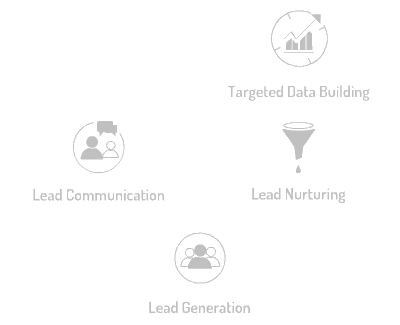 Targeted Data Building
Lead Communication
Lead Nurturing
Lead Generation